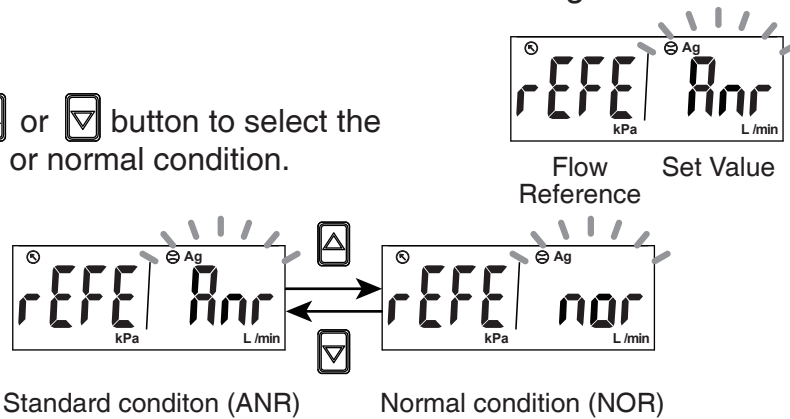 rEFE Anr
Ag
kPa L/min
or button to select the
or normal condition.
Flow Reference
Set Value
rEFE Anr
Ag
kPa L/min
rEFE nor
Ag
kPa L/min
Standard conditon (ANR)
Normal condition (NOR)